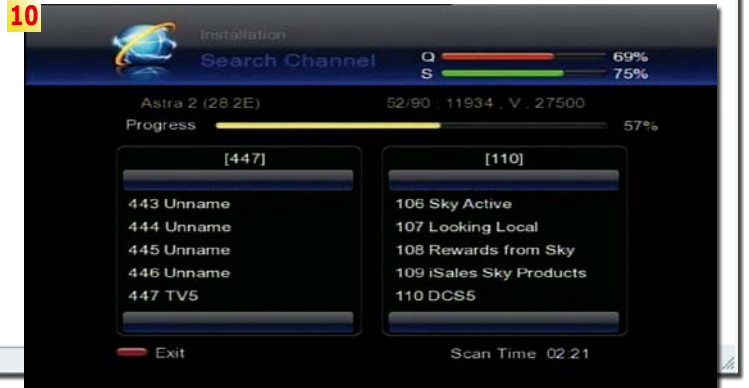 10
Installation
Search Channel
Q 69%
S 75%
Astra 2 (28.2E) 52/90 : 11934 , V , 27500
Progress 57%
[447]
443 Unname
444 Unname
445 Unname
446 Unname
447 TV5
[110]
106 Sky Active
107 Looking Local
108 Rewards from Sky
109 iSales Sky Products
110 DCS5
Exit
Scan Time 02:21